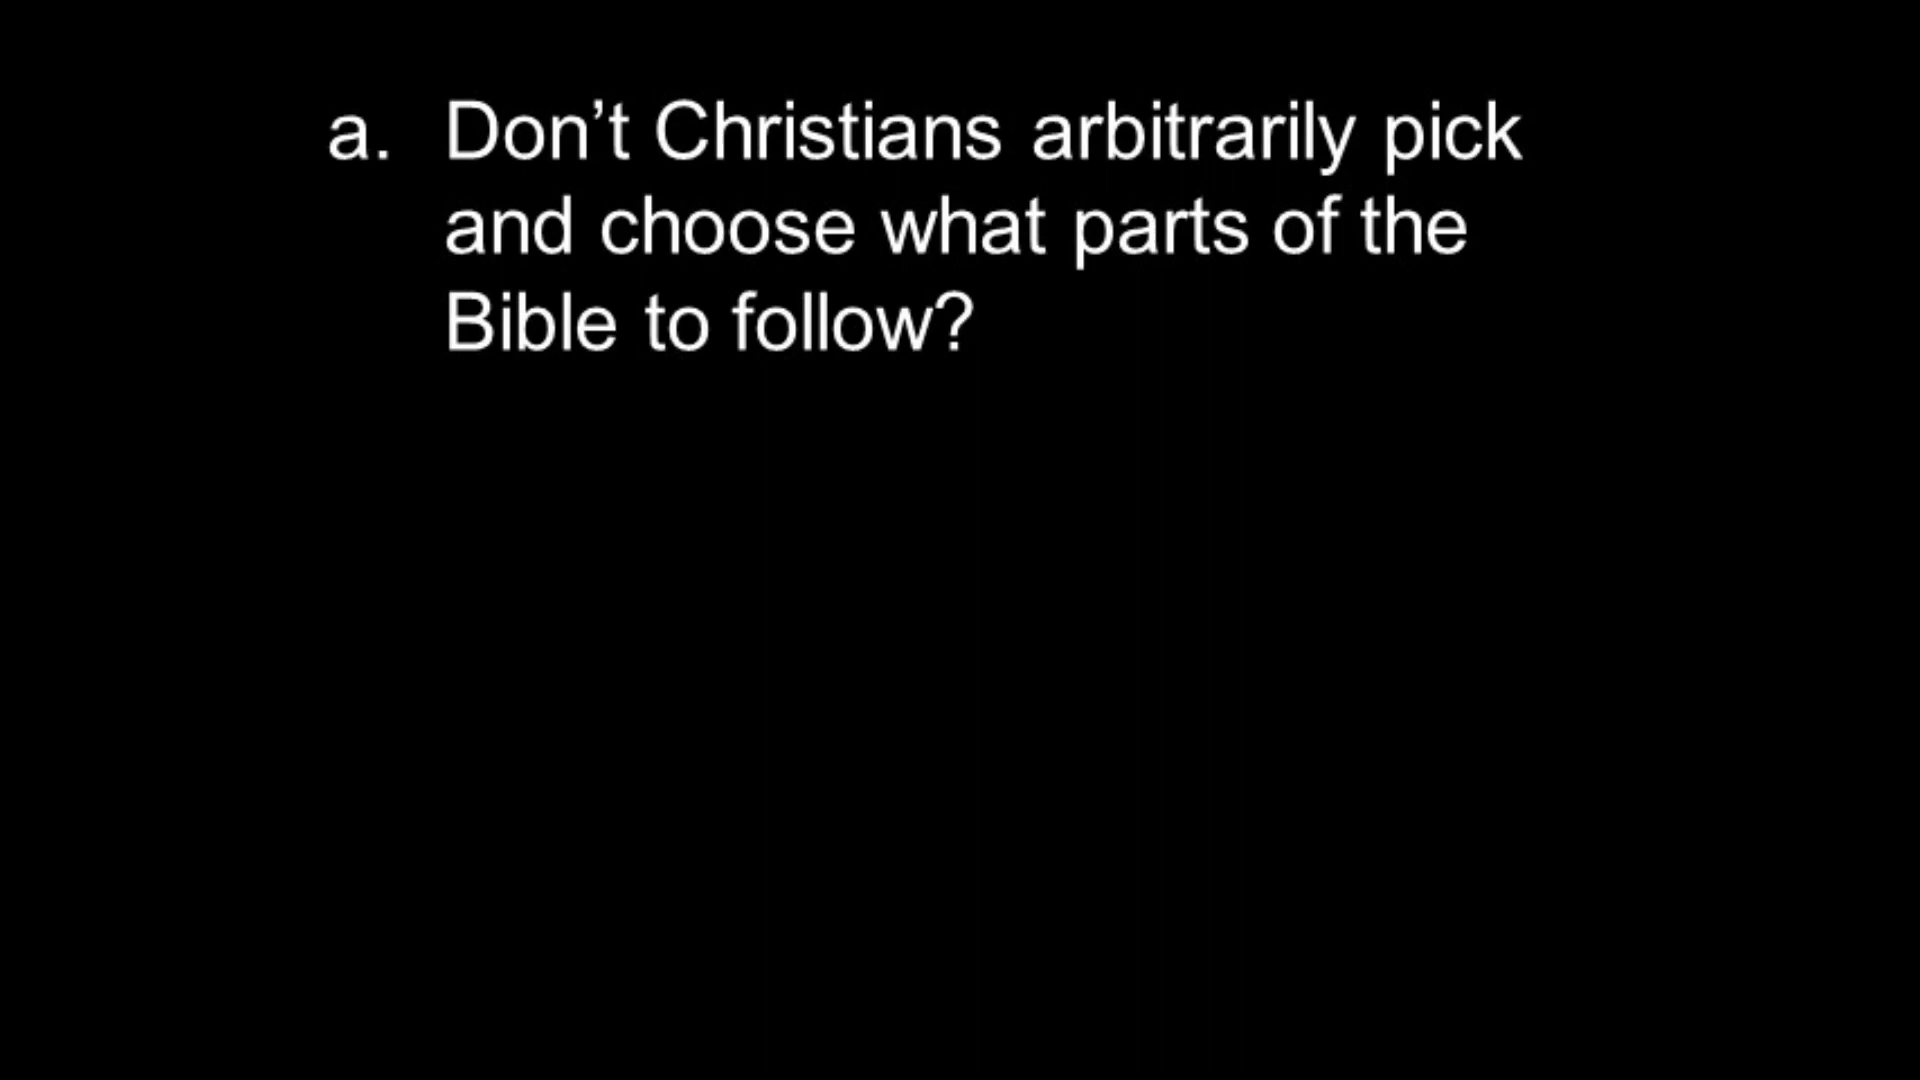 a. Don’t Christians arbitrarily pick
and choose what parts of the
Bible to follow?